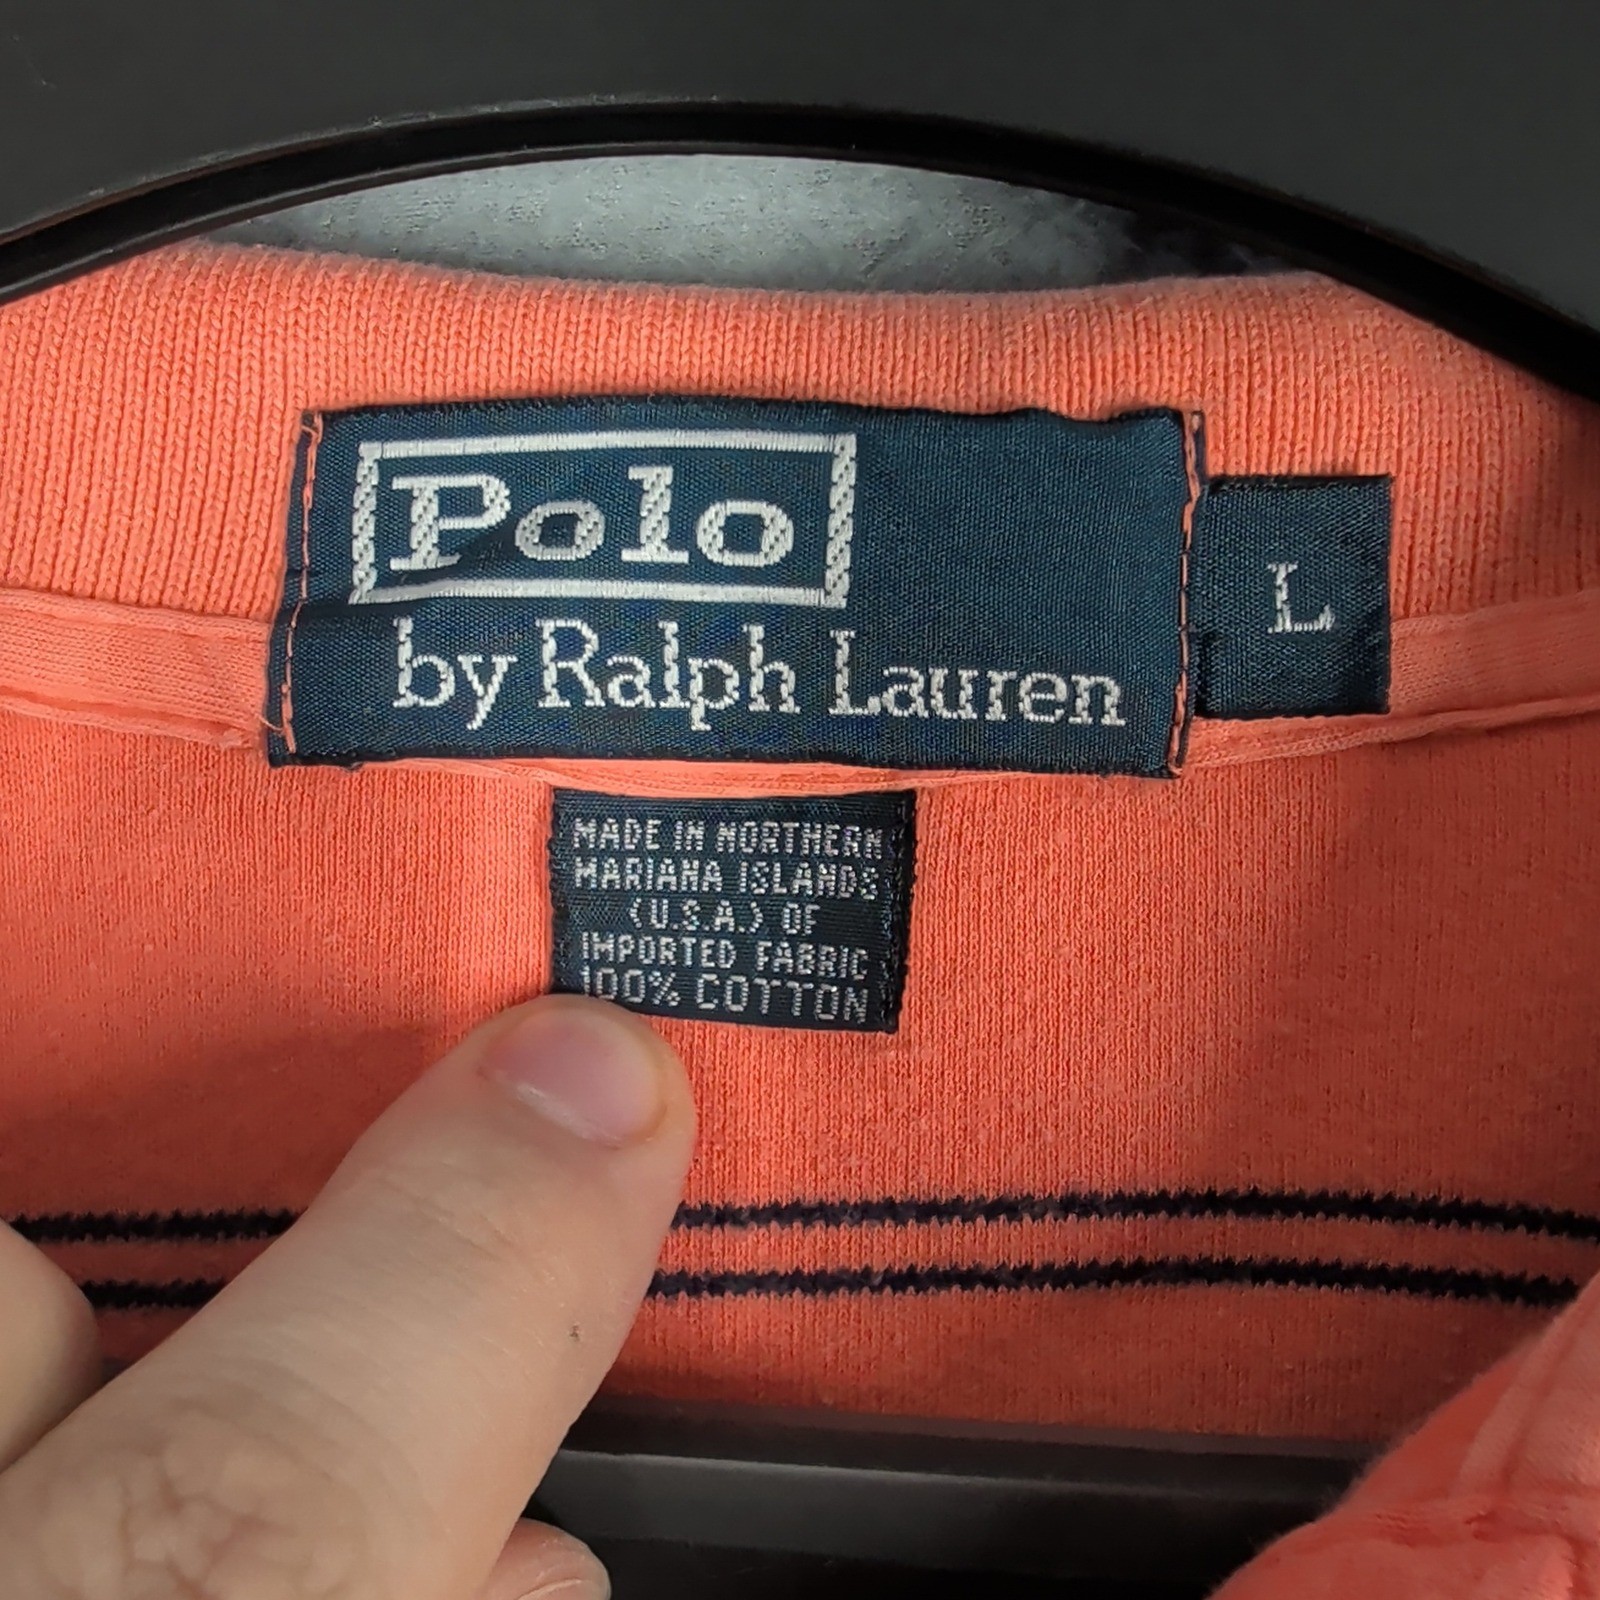 Polo
by Ralph Lauren
L
MADE IN NORTHERN
MARIANA ISLANDS
(U.S.A.) OF
IMPORTED FABRIC
100% COTTON